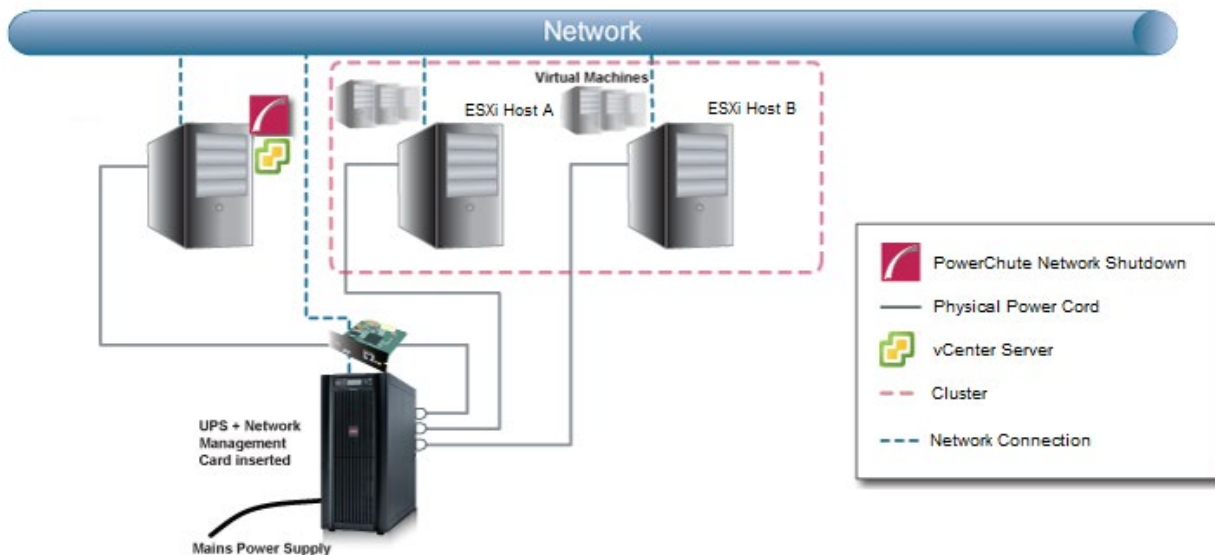 Network
Virtual Machines
ESXi Host A
ESXi Host B
PowerChute Network Shutdown
Physical Power Cord
vCenter Server
Cluster
Network Connection
UPS + Network
Management
Card inserted
Mains Power Supply